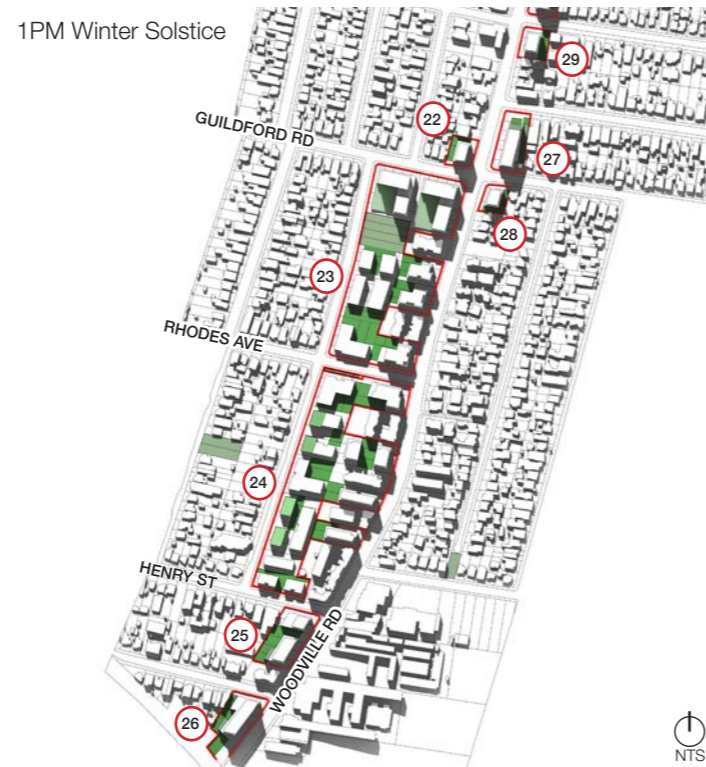 1PM Winter Solstice
29
22
GUILDFORD RD
27
28
23
RHODES AVE
24
HENRY ST
25
WOODVILLE RD
26
NTS